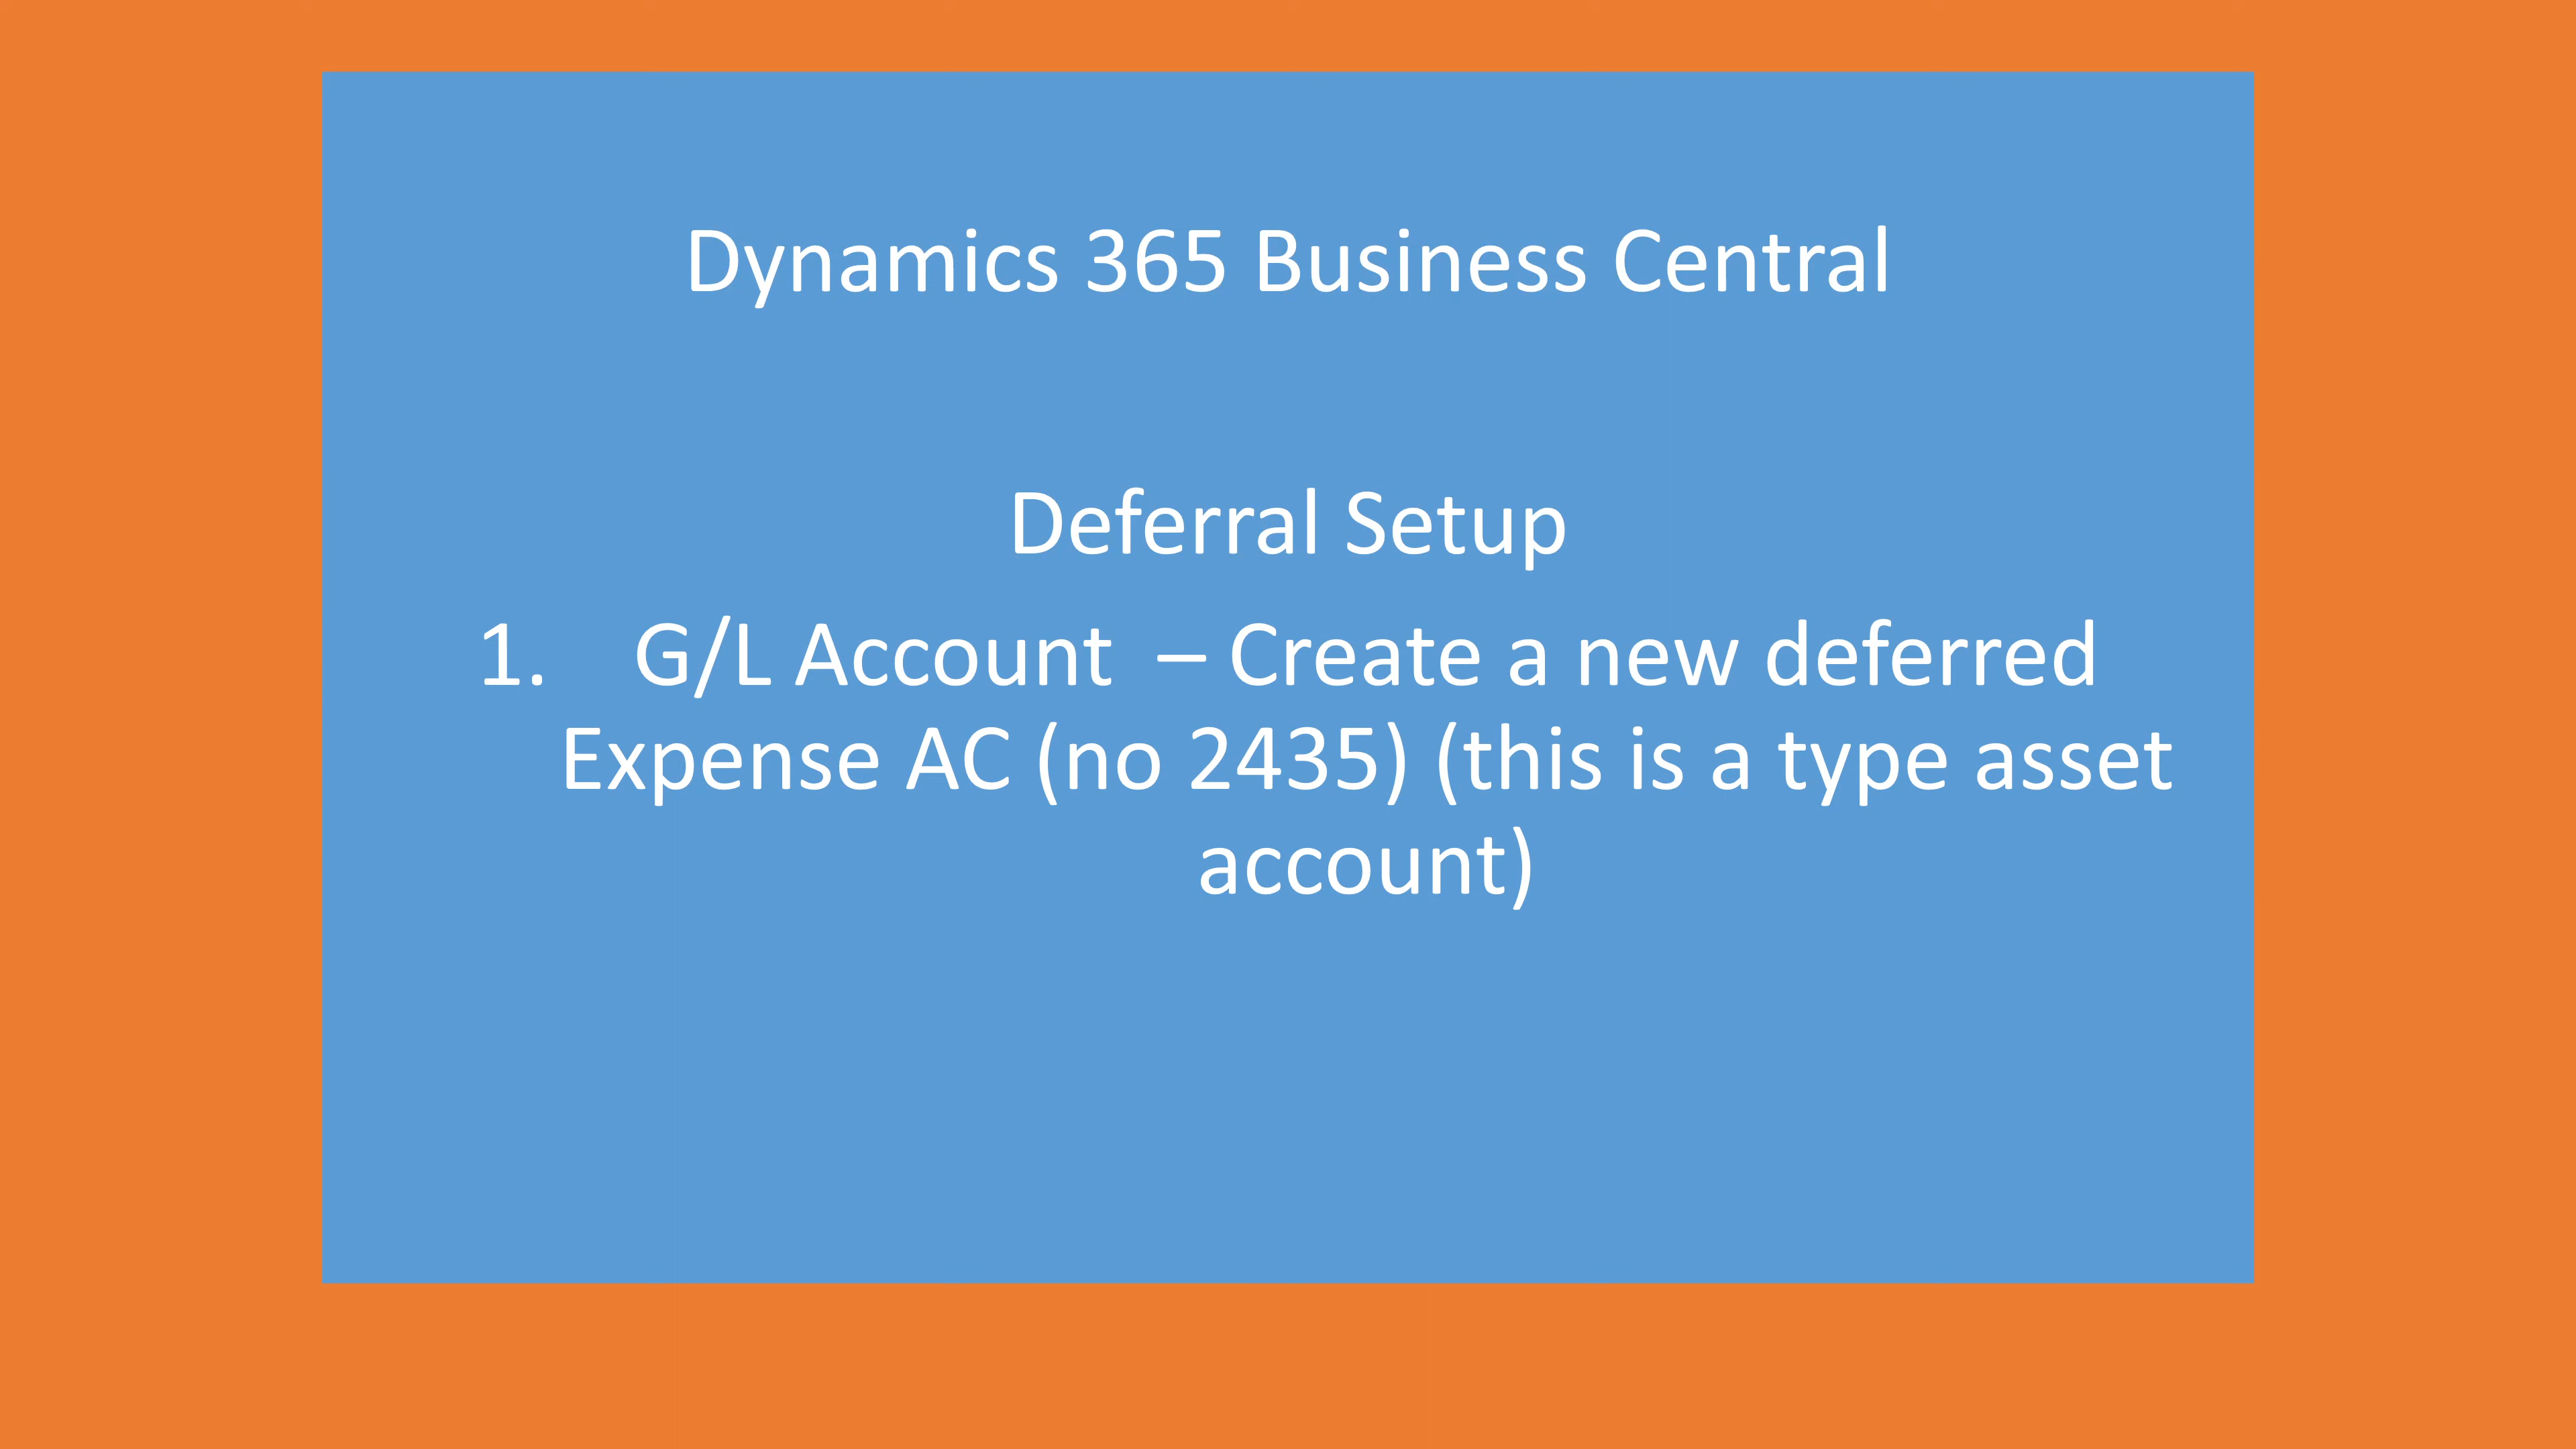 Dynamics 365 Business Central
Deferral Setup
1. G/L Account – Create a new deferred
Expense AC (no 2435) (this is a type asset
account)